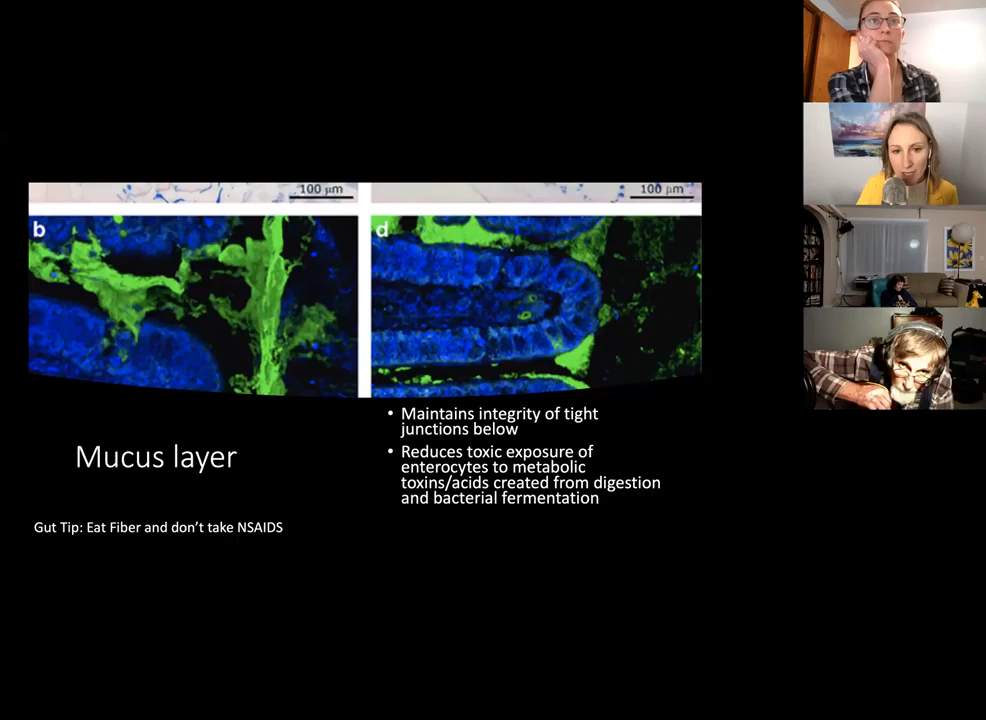 100 µm
100 µm
b
d
• Maintains integrity of tight
junctions below
• Reduces toxic exposure of
enterocytes to metabolic
toxins/acids created from digestion
and bacterial fermentation
Mucus layer
Gut Tip: Eat Fiber and don’t take NSAIDS